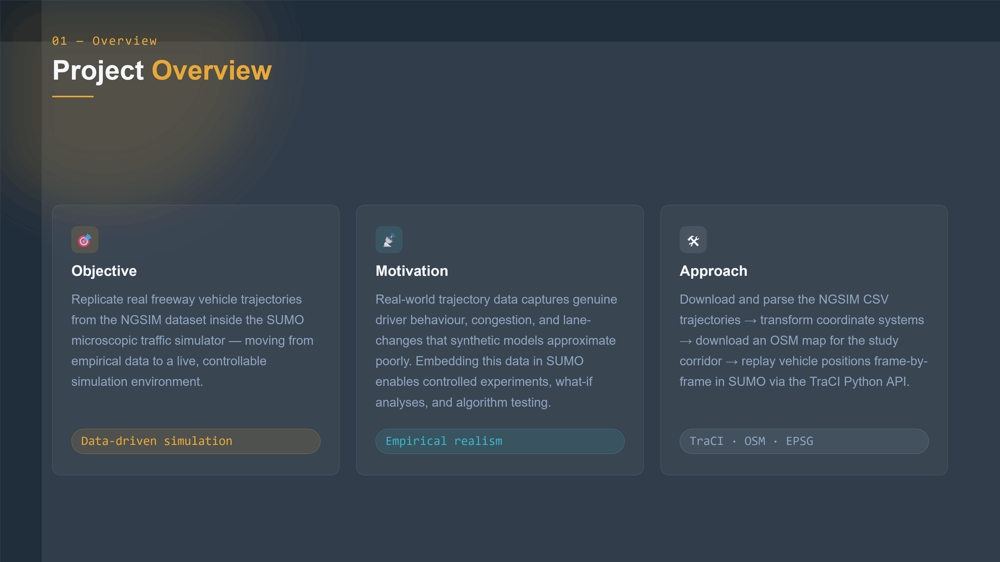 01 — Overview
Project Overview
Objective
Replicate real freeway vehicle trajectories
from the NGSIM dataset inside the SUMO
microscopic traffic simulator — moving from
empirical data to a live, controllable
simulation environment.
Data-driven simulation
Motivation
Real-world trajectory data captures genuine
driver behaviour, congestion, and lane-
changes that synthetic models approximate
poorly. Embedding this data in SUMO
enables controlled experiments, what-if
analyses, and algorithm testing.
Empirical realism
Approach
Download and parse the NGSIM CSV
trajectories → transform coordinate systems
→ download an OSM map for the study
corridor → replay vehicle positions frame-by-
frame in SUMO via the TraCI Python API.
TraCI · OSM · EPSG